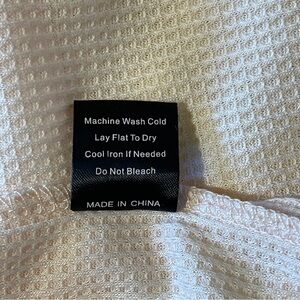 Machine Wash Cold
Lay Flat To Dry
Cool Iron If Needed
Do Not Bleach
MADE IN CHINA